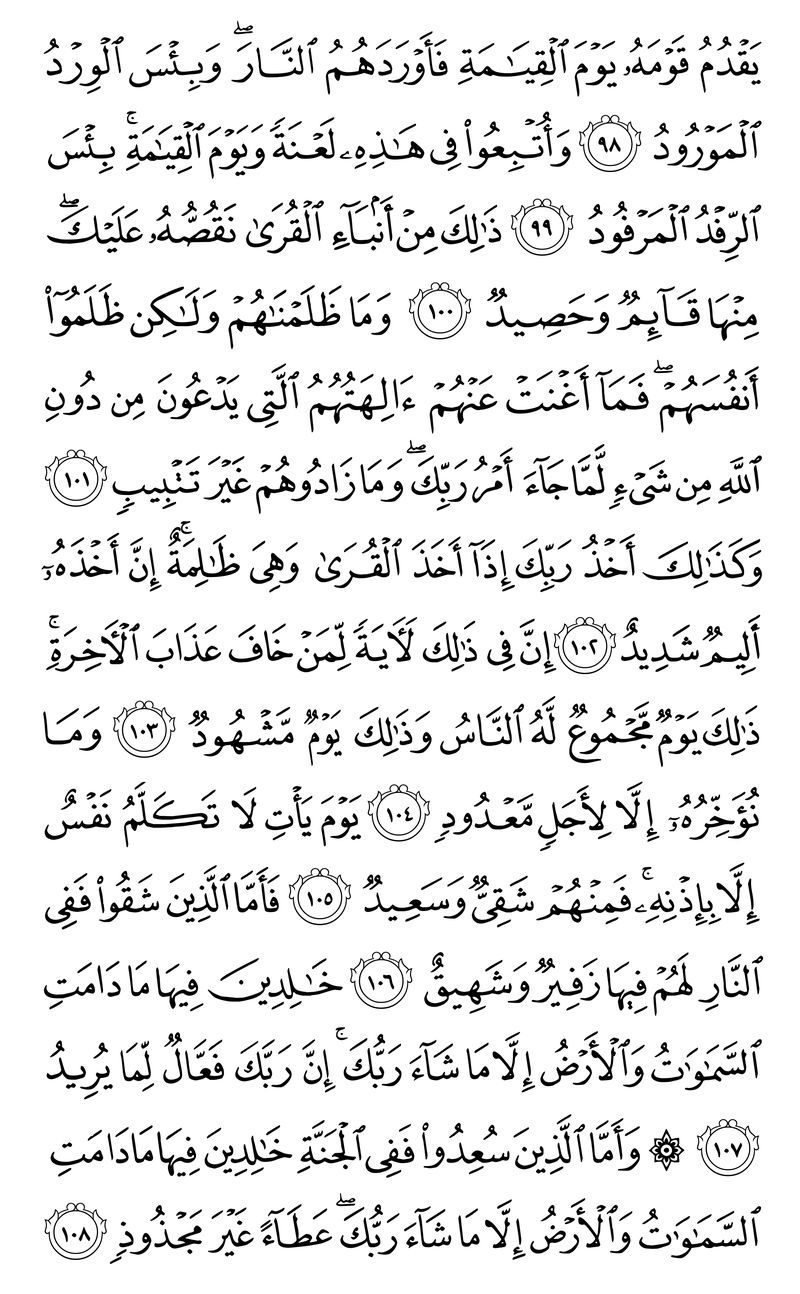 يَقْدُمُ قَوْمَهُۥ يَوْمَ ٱلْقِيَٰمَةِ فَأَوْرَدَهُمُ ٱلنَّارَ ۖ وَبِئْسَ ٱلْوِرْدُ
ٱلْمَوْرُودُ ٩٨ وَأُتْبِعُوا۟ فِى هَٰذِهِۦ لَعْنَةً وَيَوْمَ ٱلْقِيَٰمَةِ ۚ بِئْسَ
ٱلرِّفْدُ ٱلْمَرْفُودُ ٩٩ ذَٰلِكَ مِنْ أَنۢبَآءِ ٱلْقُرَىٰ نَقُصُّهُۥ عَلَيْكَ ۖ
مِنْهَا قَآئِمٌ وَحَصِيدٌ ١٠٠ وَمَا ظَلَمْنَٰهُمْ وَلَٰكِن ظَلَمُوٓا۟
أَنفُسَهُمْ ۖ فَمَآ أَغْنَتْ عَنْهُمْ ءَالِهَتُهُمُ ٱلَّتِى يَدْعُونَ مِن دُونِ
ٱللَّهِ مِن شَىْءٍ لَّمَّا جَآءَ أَمْرُ رَبِّكَ ۖ وَمَا زَادُوهُمْ غَيْرَ تَتْبِيبٍ ١٠١
وَكَذَٰلِكَ أَخْذُ رَبِّكَ إِذَآ أَخَذَ ٱلْقُرَىٰ وَهِىَ ظَٰلِمَةٌ ۚ إِنَّ أَخْذَهُۥٓ
أَلِيمٌ شَدِيدٌ ١٠٢ إِنَّ فِى ذَٰلِكَ لَءَايَةً لِّمَنْ خَافَ عَذَابَ ٱلْءَاخِرَةِ ۚ
ذَٰلِكَ يَوْمٌ مَّجْمُوعٌ لَّهُ ٱلنَّاسُ وَذَٰلِكَ يَوْمٌ مَّشْهُودٌ ١٠٣ وَمَا
نُؤَخِّرُهُۥٓ إِلَّا لِأَجَلٍ مَّعْدُودٍ ١٠٤ يَوْمَ يَأْتِ لَا تَكَلَّمُ نَفْسٌ
إِلَّا بِإِذْنِهِۦ ۚ فَمِنْهُمْ شَقِىٌّ وَسَعِيدٌ ١٠٥ فَأَمَّا ٱلَّذِينَ شَقُوا۟ فَفِى
ٱلنَّارِ لَهُمْ فِيهَا زَفِيرٌ وَشَهِيقٌ ١٠٦ خَٰلِدِينَ فِيهَا مَا دَامَتِ
ٱلسَّمَٰوَٰتُ وَٱلْأَرْضُ إِلَّا مَا شَآءَ رَبُّكَ ۚ إِنَّ رَبَّكَ فَعَّالٌ لِّمَا يُرِيدُ
١٠٧ ۞ وَأَمَّا ٱلَّذِينَ سُعِدُوا۟ فَفِى ٱلْجَنَّةِ خَٰلِدِينَ فِيهَا مَا دَامَتِ
ٱلسَّمَٰوَٰتُ وَٱلْأَرْضُ إِلَّا مَا شَآءَ رَبُّكَ ۖ عَطَآءً غَيْرَ مَجْذُوذٍ ١٠٨